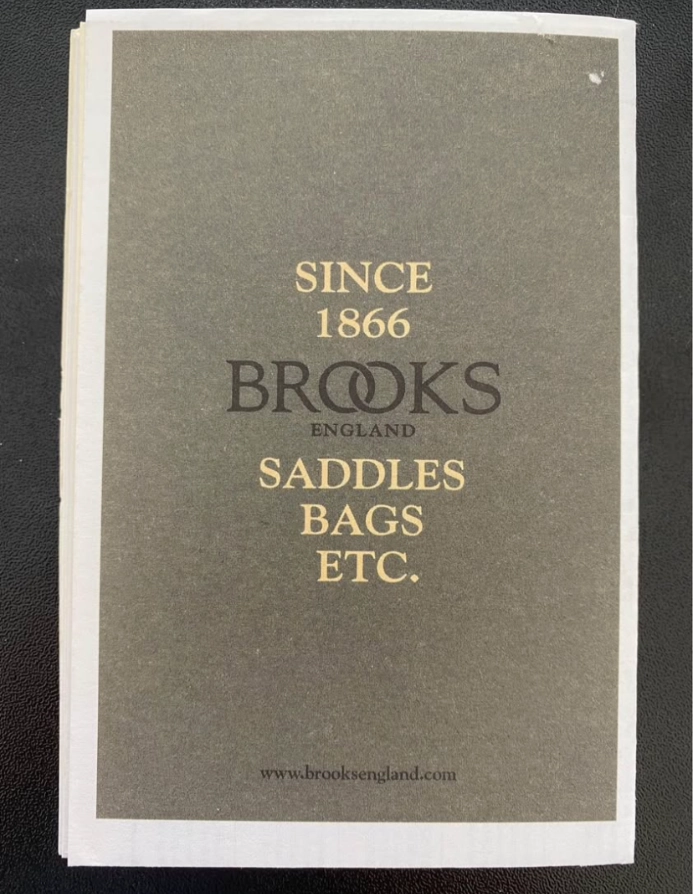 SINCE
1866
BROOKS
ENGLAND
SADDLES
BAGS
ETC.
www.brooksengland.com